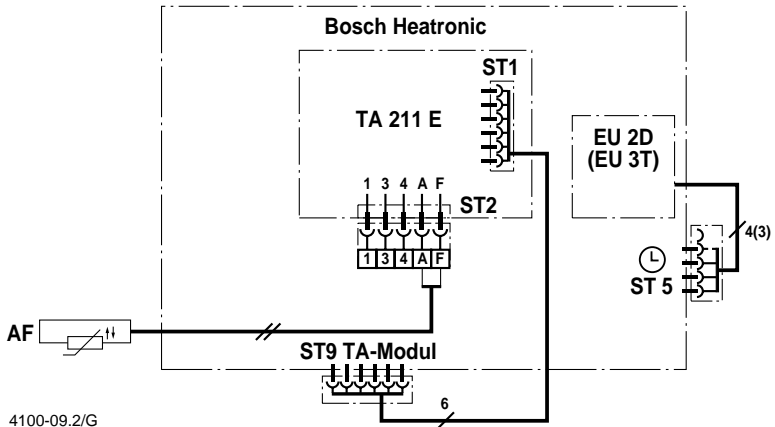 Bosch Heatronic
ST1
TA 211 E
EU 2D
(EU 3T)
1 3 4 A F
ST2
4(3)
1 3 4 A F
ST 5
AF
ST9 TA-Modul
6
4100-09.2/G